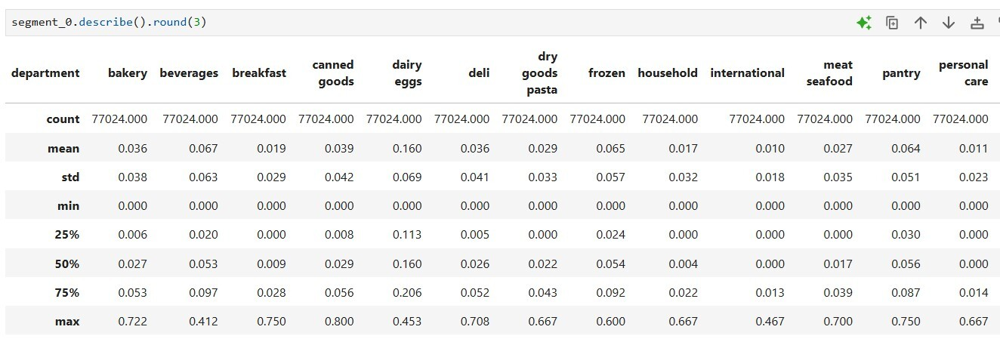 segment_0.describe().round(3)
department bakery beverages breakfast canned goods dairy eggs deli dry goods pasta frozen household international meat seafood pantry personal care
count 77024.000 77024.000 77024.000 77024.000 77024.000 77024.000 77024.000 77024.000 77024.000 77024.000 77024.000 77024.000 77024.000
mean 0.036 0.067 0.019 0.039 0.160 0.036 0.029 0.065 0.017 0.010 0.027 0.064 0.011
std 0.038 0.063 0.029 0.042 0.069 0.041 0.033 0.057 0.032 0.018 0.035 0.051 0.023
min 0.000 0.000 0.000 0.000 0.000 0.000 0.000 0.000 0.000 0.000 0.000 0.000 0.000
25% 0.006 0.020 0.000 0.008 0.113 0.005 0.000 0.024 0.000 0.000 0.000 0.030 0.000
50% 0.027 0.053 0.009 0.029 0.160 0.026 0.022 0.054 0.004 0.000 0.017 0.056 0.000
75% 0.053 0.097 0.028 0.056 0.206 0.052 0.043 0.092 0.022 0.013 0.039 0.087 0.014
max 0.722 0.412 0.750 0.800 0.453 0.708 0.667 0.600 0.667 0.467 0.700 0.750 0.667